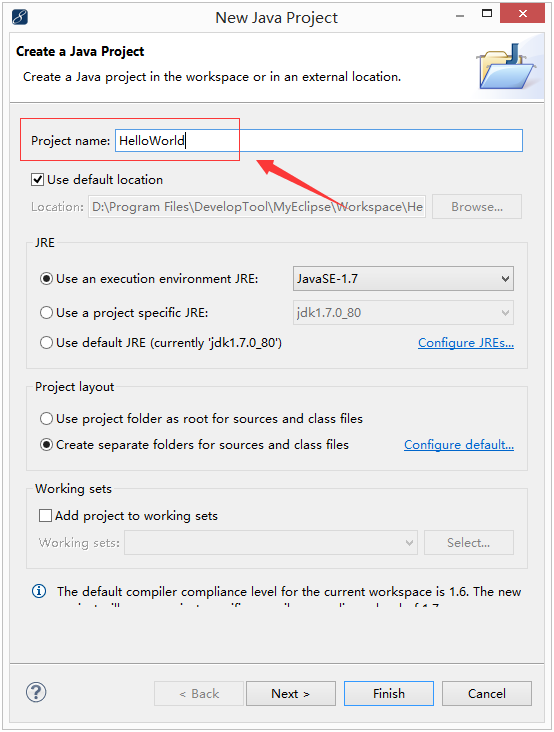 New Java Project
Create a Java Project
Create a Java project in the workspace or in an external location.
Project name: HelloWorld
Use default location
Location: D:\Program Files\DevelopTool\MyEclipse\Workspace\He Browse...
JRE
Use an execution environment JRE: JavaSE-1.7
Use a project specific JRE: jdk1.7.0_80
Use default JRE (currently 'jdk1.7.0_80') Configure JREs...
Project layout
Use project folder as root for sources and class files
Create separate folders for sources and class files Configure default...
Working sets
Add project to working sets
Working sets: Select...
The default compiler compliance level for the current workspace is 1.6. The new
< Back Next > Finish Cancel